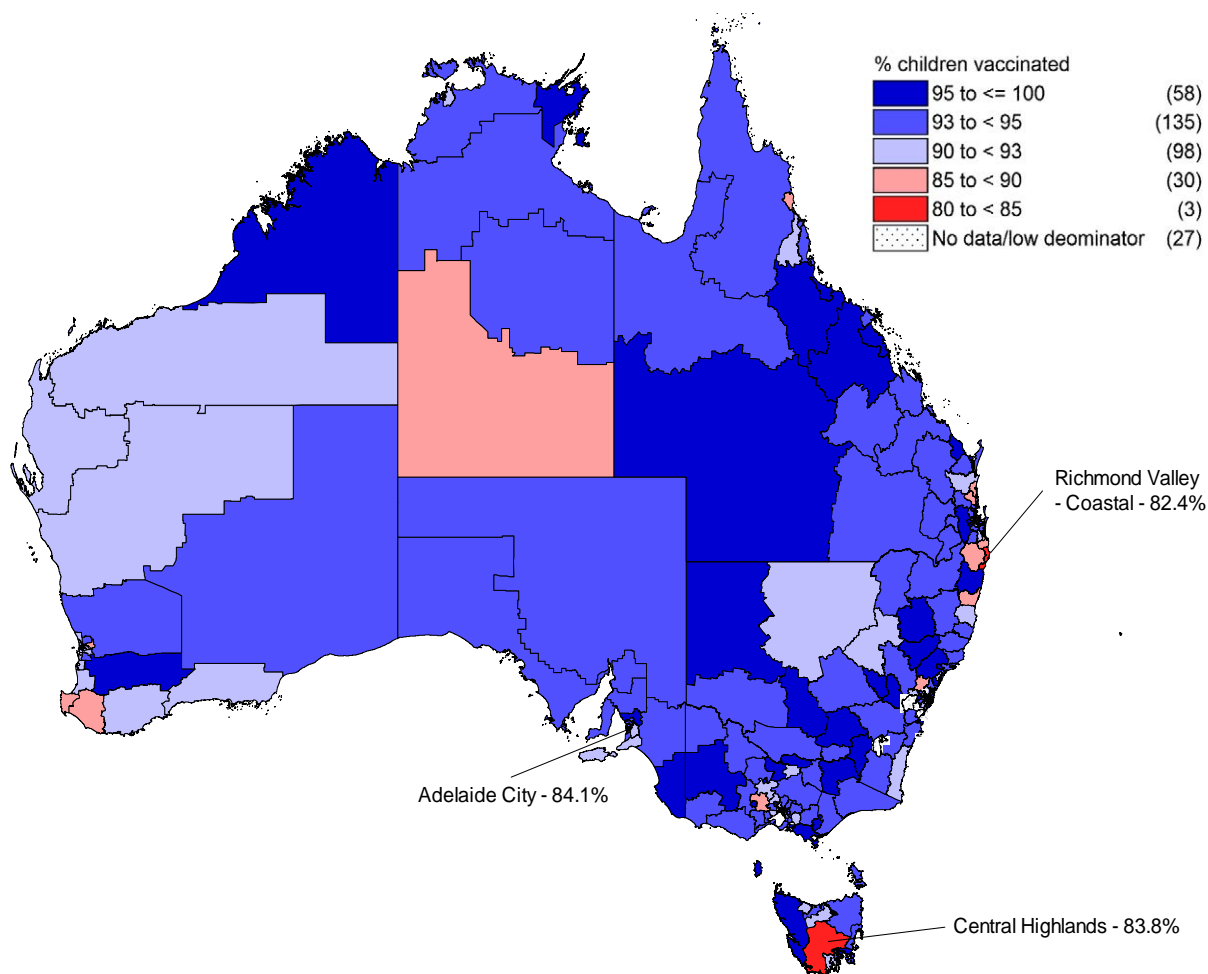 % children vaccinated
95 to <= 100 (58)
93 to < 95 (135)
90 to < 93 (98)
85 to < 90 (30)
80 to < 85 (3)
No data/low deominator (27)
Richmond Valley
- Coastal - 82.4%
Adelaide City - 84.1%
Central Highlands - 83.8%